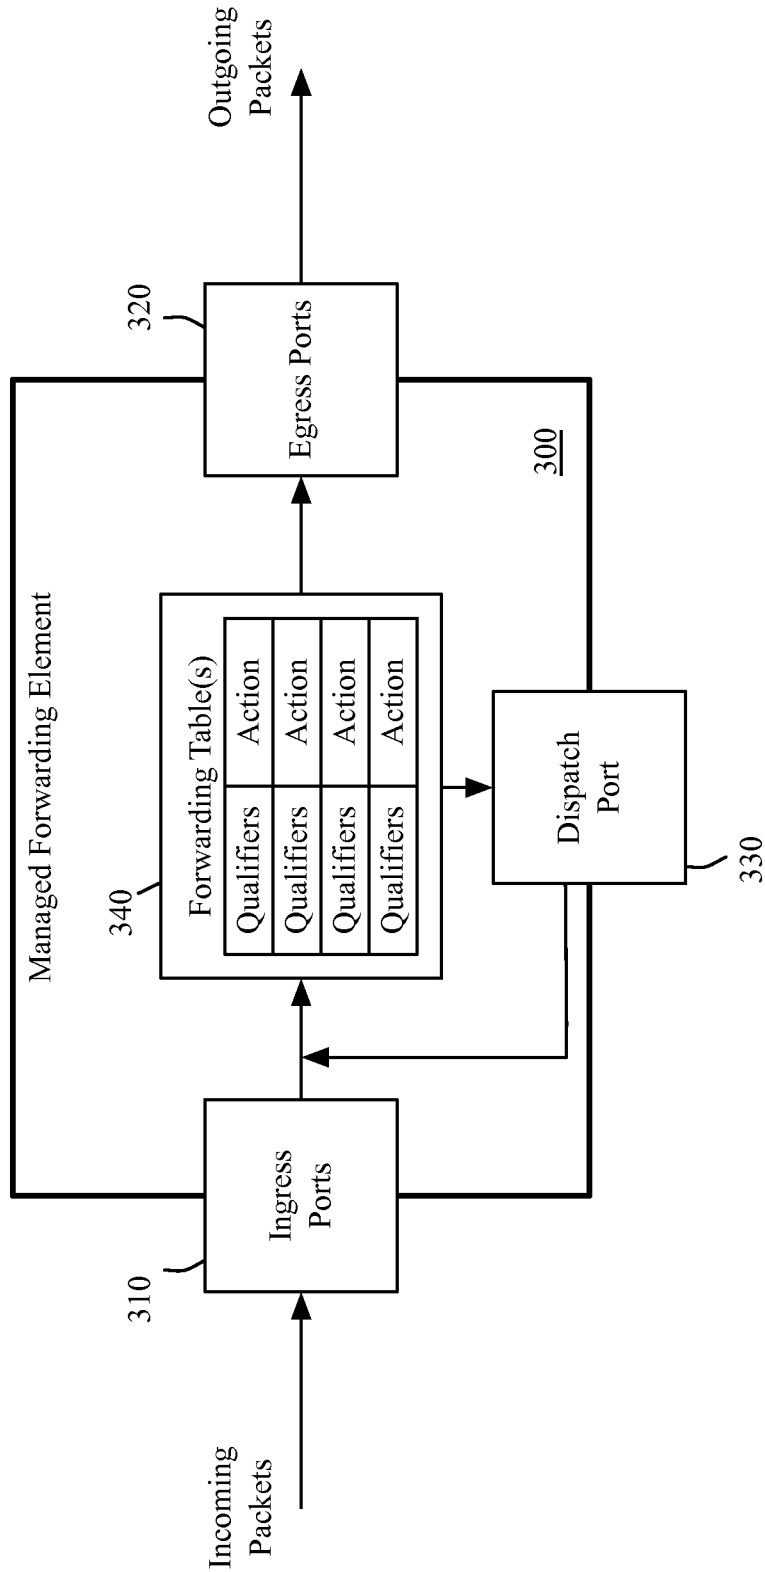 Managed Forwarding Element
Incoming
Packets
310
Ingress
Ports
340
Forwarding Table(s)
Qualifiers Action
Qualifiers Action
Qualifiers Action
Qualifiers Action
320
Egress Ports
Outgoing
Packets
Dispatch
Port
330
300